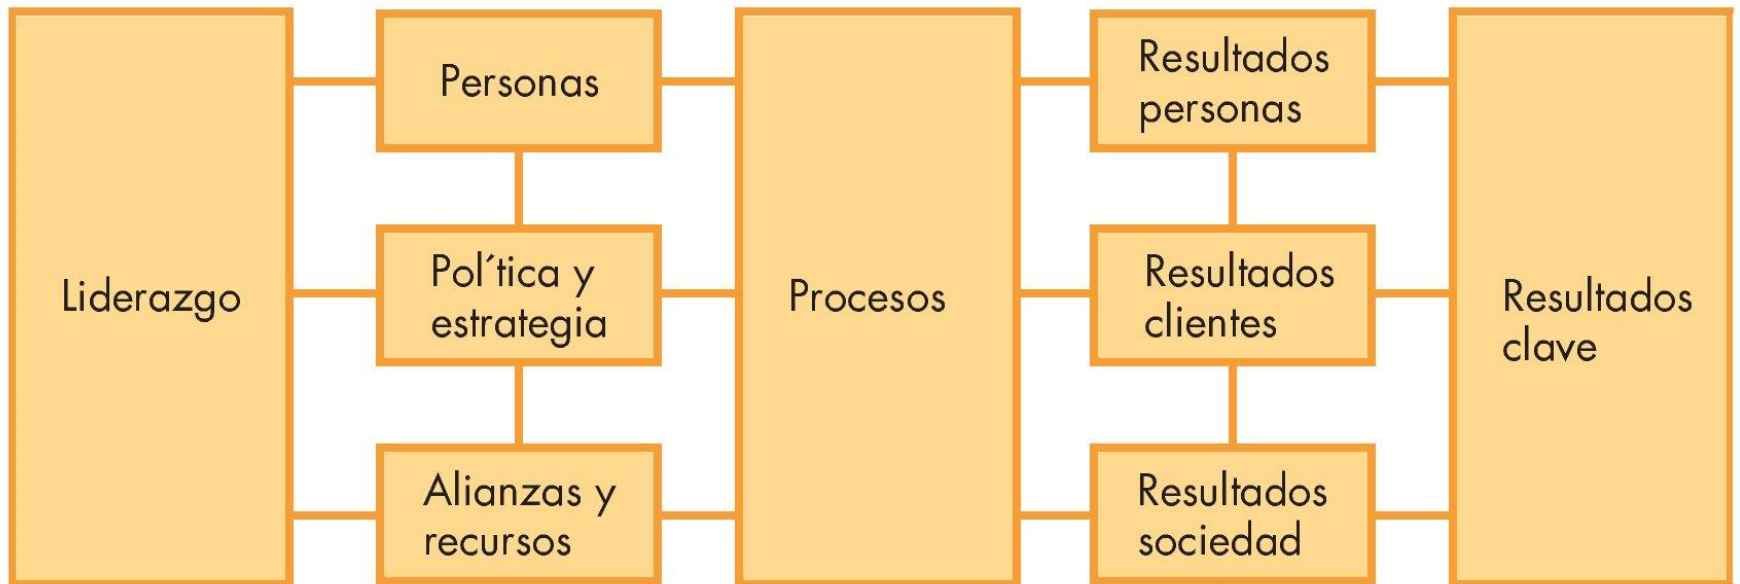 Liderazgo
Personas
Pol´tica y
estrategia
Alianzas y
recursos
Procesos
Resultados
personas
Resultados
clientes
Resultados
sociedad
Resultados
clave